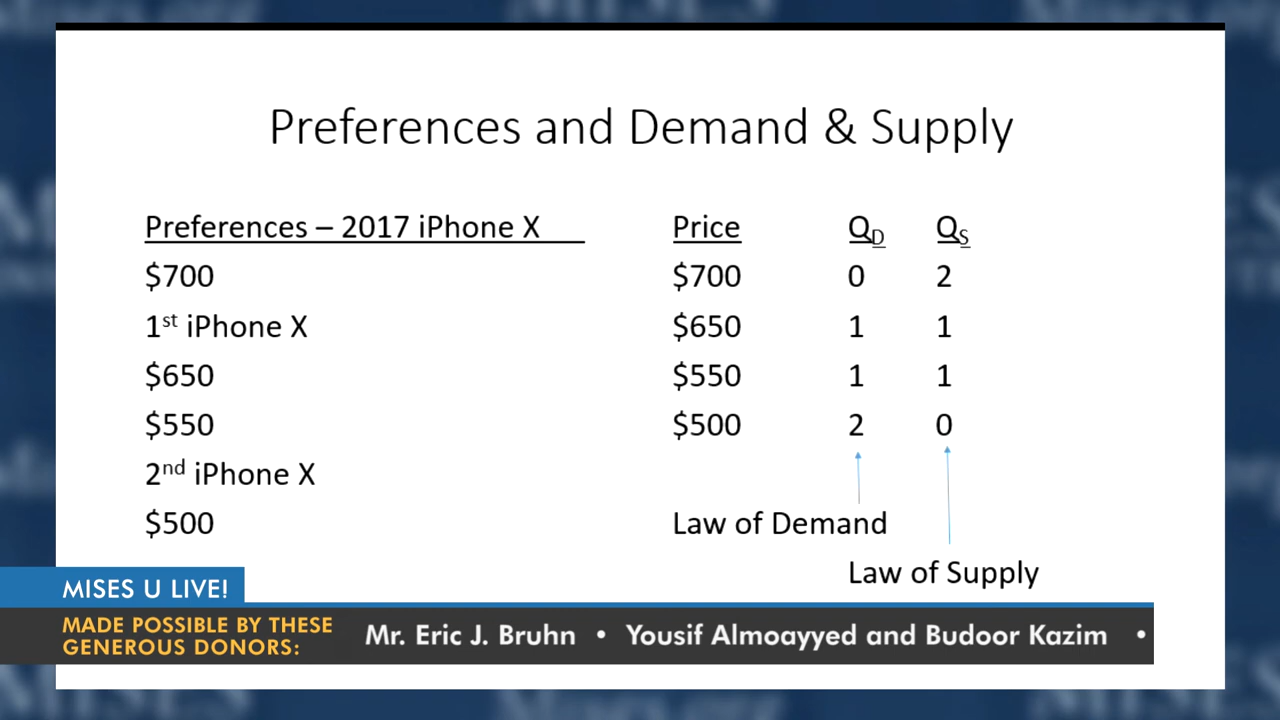 Preferences and Demand & Supply
Preferences – 2017 iPhone X
$700
1st iPhone X
$650
$550
2nd iPhone X
$500
Price QD QS
$700 0 2
$650 1 1
$550 1 1
$500 2 0
Law of Demand
Law of Supply
MISES U LIVE!
MADE POSSIBLE BY THESE
GENEROUS DONORS:
Mr. Eric J. Bruhn • Yousif Almoayyed and Budoor Kazim •